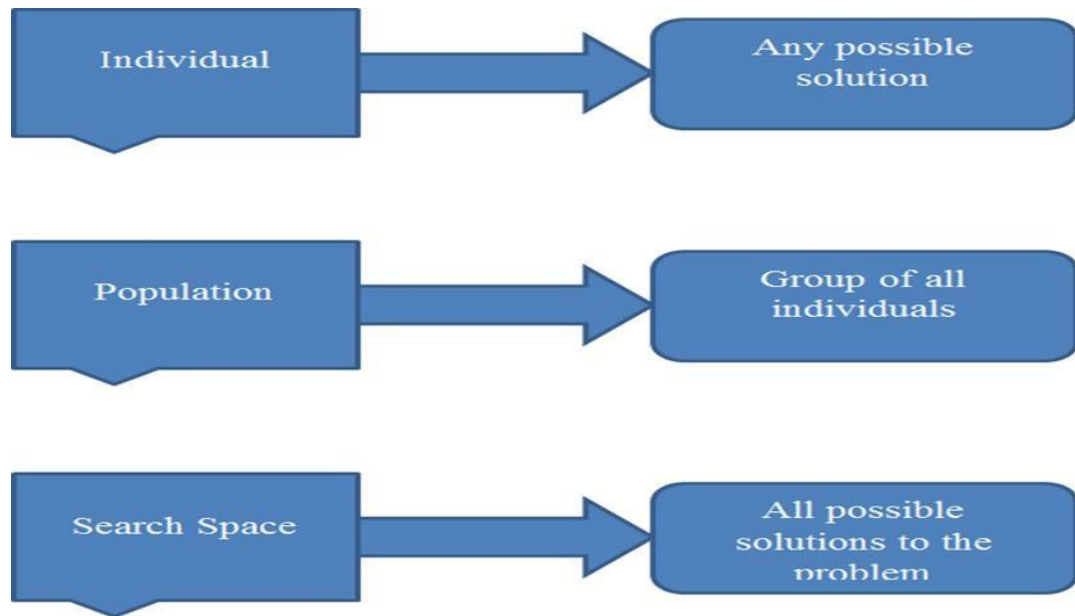 Individual
Any possible
solution
Population
Group of all
individuals
Search Space
All possible
solutions to the
problem